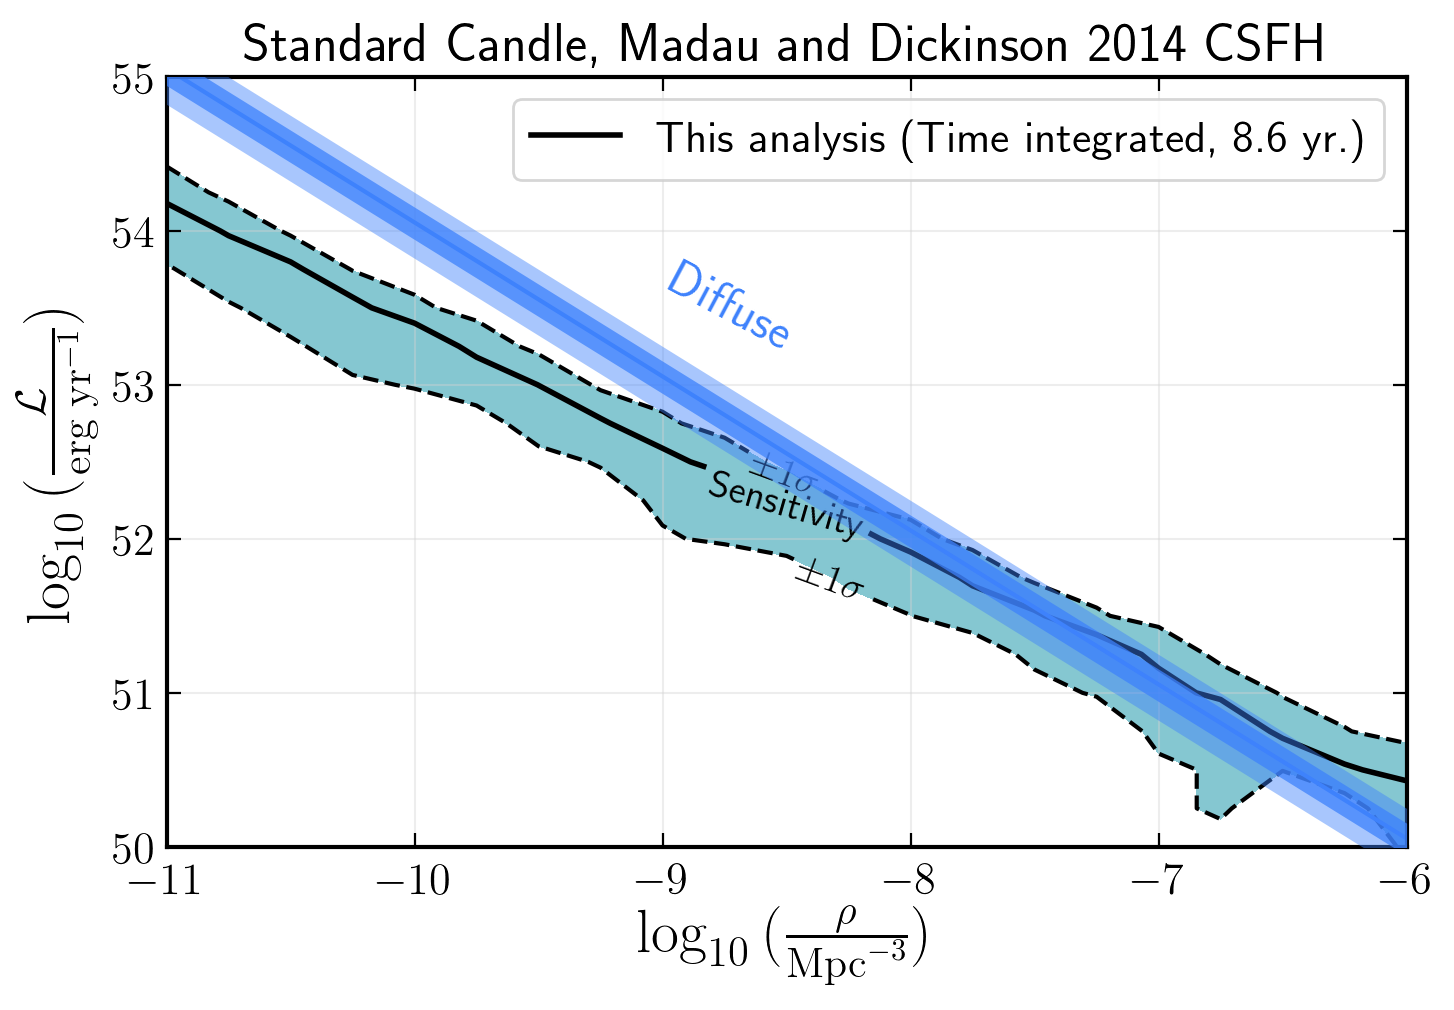 Standard Candle, Madau and Dickinson 2014 CSFH
This analysis (Time integrated, 8.6 yr.)
55
54
53
52
51
50
log₁₀ (ℒ / erg yr⁻¹)
Diffuse
±1σ
Sensitivity
±1σ
−11 −10 −9 −8 −7 −6
log₁₀ (ρ / Mpc⁻³)